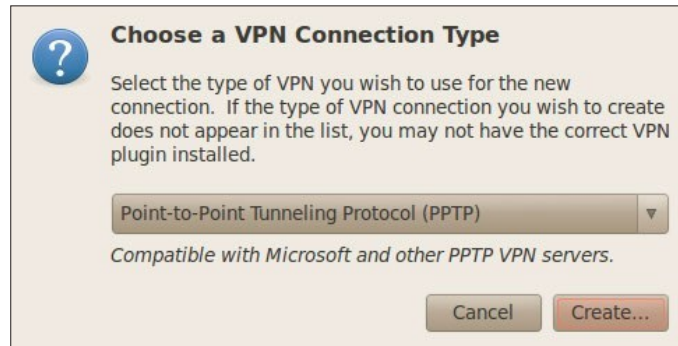 Choose a VPN Connection Type
Select the type of VPN you wish to use for the new
connection.  If the type of VPN connection you wish to create
does not appear in the list, you may not have the correct VPN
plugin installed.
Point-to-Point Tunneling Protocol (PPTP)
Compatible with Microsoft and other PPTP VPN servers.
Cancel
Create...